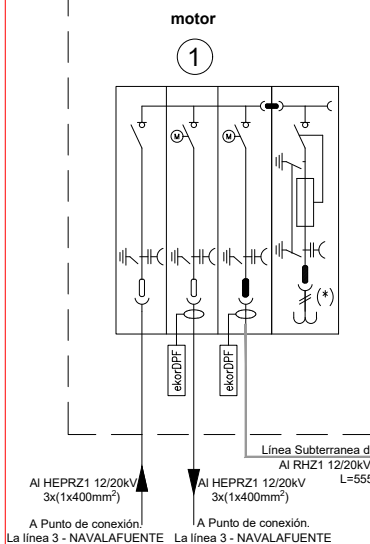 motor
1
M
M
(*)
ekorDPF
ekorDPF
Línea Subterranea d
Al RHZ1 12/20kV
L=555
Al HEPRZ1 12/20kV
3x(1x400mm²)
Al HEPRZ1 12/20kV
3x(1x400mm²)
A Punto de conexión.
La línea 3 - NAVALAFUENTE
A Punto de conexión.
La línea 3 - NAVALAFUENTE